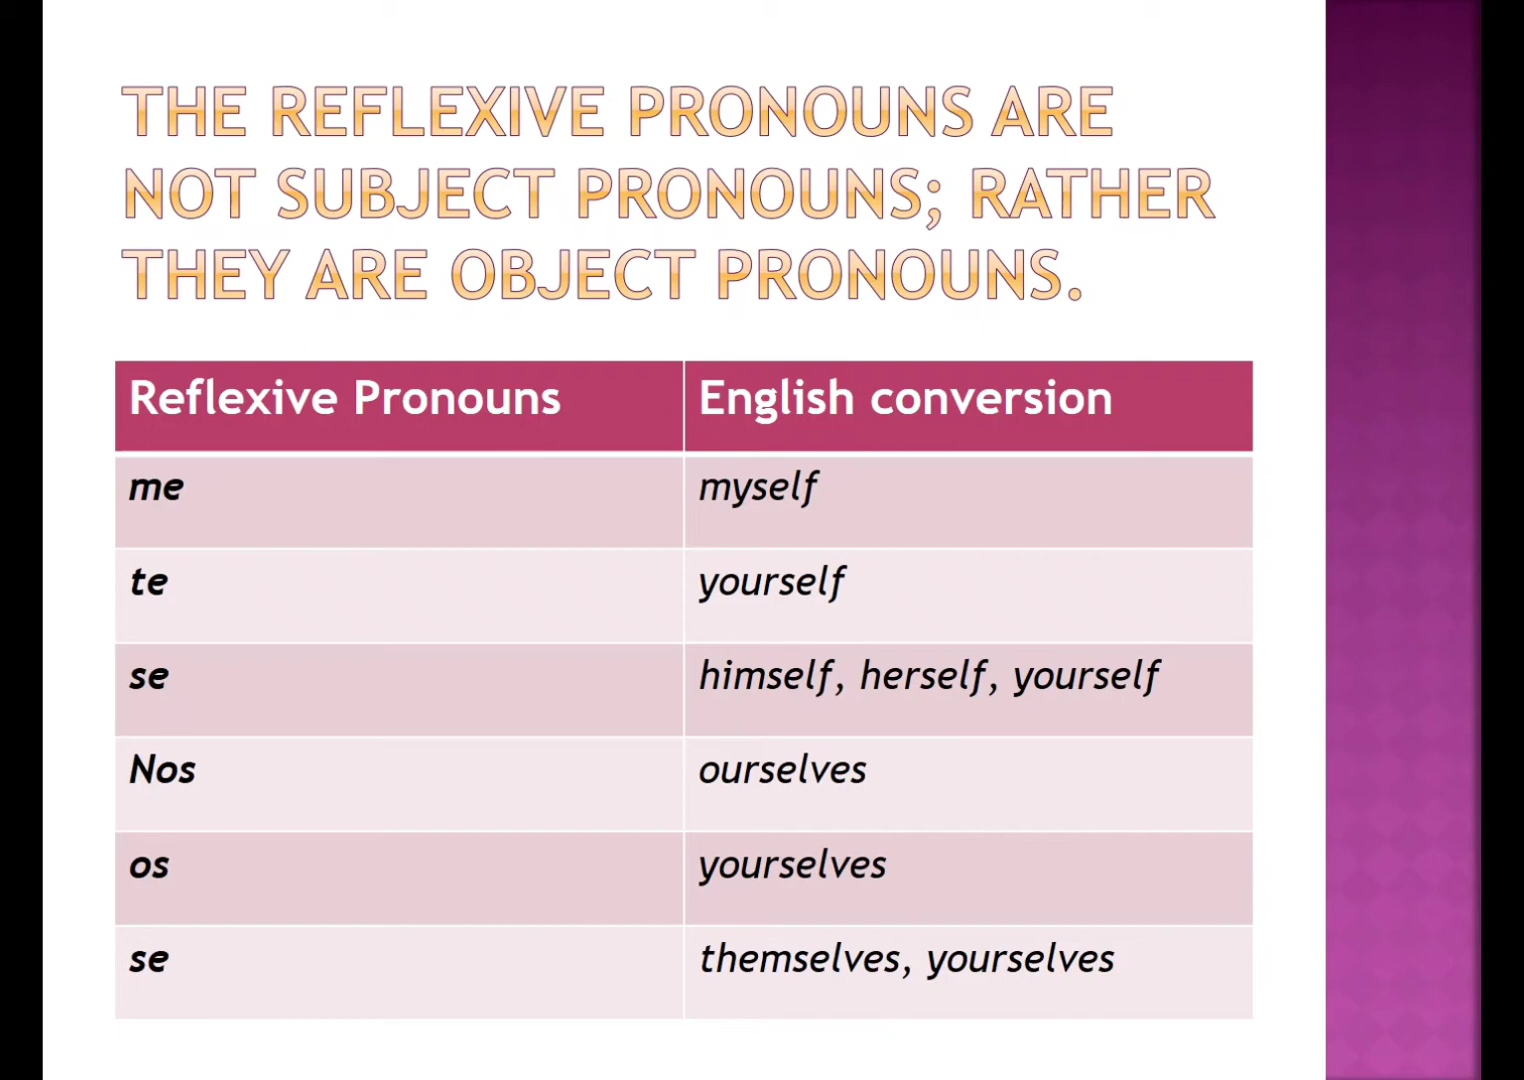 THE REFLEXIVE PRONOUNS ARE
NOT SUBJECT PRONOUNS; RATHER
THEY ARE OBJECT PRONOUNS.
Reflexive Pronouns English conversion
me myself
te yourself
se himself, herself, yourself
Nos ourselves
os yourselves
se themselves, yourselves